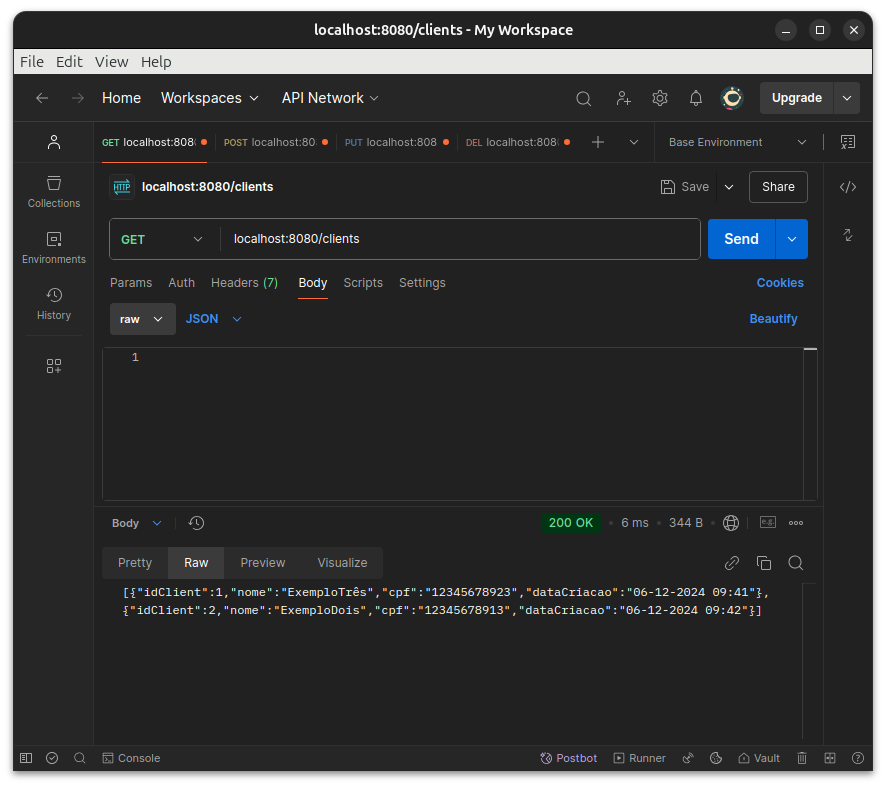 localhost:8080/clients - My Workspace
File Edit View Help
Home Workspaces API Network Upgrade
GET localhost:808 POST localhost:80 PUT localhost:808 DEL localhost:808 Base Environment
HTTP localhost:8080/clients Save Share
Collections
Environments
History
GET localhost:8080/clients Send
Params Auth Headers (7) Body Scripts Settings Cookies
raw JSON Beautify
1
Body 200 OK 6 ms 344 B e.g.
Pretty Raw Preview Visualize
[{"idClient":1,"nome":"ExemploTrês","cpf":"12345678923","dataCriacao":"06-12-2024 09:41"},
{"idClient":2,"nome":"ExemploDois","cpf":"12345678913","dataCriacao":"06-12-2024 09:42"}]
Console Postbot Runner Vault